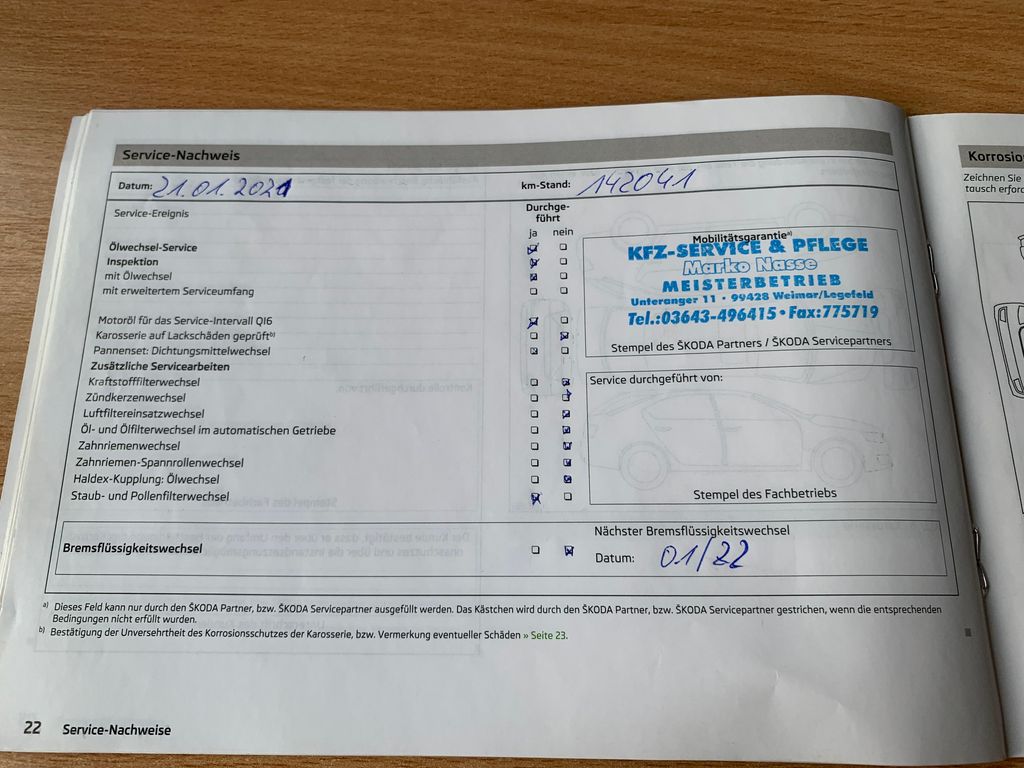 Service-Nachweis
Datum: 21.01.2021 km-Stand: 142041
Service-Ereignis
Durchge-
führt
ja nein
Ölwechsel-Service
Inspektion
mit Ölwechsel
mit erweitertem Serviceumfang
Motoröl für das Service-Intervall QI6
Karosserie auf Lackschäden geprüft b)
Pannenset: Dichtungsmittelwechsel
Zusätzliche Servicearbeiten
Kraftstofffilterwechsel
Zündkerzenwechsel
Luftfiltereinsatzwechsel
Öl- und Ölfilterwechsel im automatischen Getriebe
Zahnriemenwechsel
Zahnriemen-Spannrollenwechsel
Haldex-Kupplung: Ölwechsel
Staub- und Pollenfilterwechsel
Mobilitätsgarantie a)
KFZ-SERVICE & PFLEGE
Marko Nasse
MEISTERBETRIEB
Unteranger 11 • 99428 Weimar/Legefeld
Tel.:03643-496415 • Fax:775719
Stempel des ŠKODA Partners / ŠKODA Servicepartners
Service durchgeführt von:
Stempel des Fachbetriebs
Bremsflüssigkeitswechsel
Nächster Bremsflüssigkeitswechsel
Datum: 01/22
a) Dieses Feld kann nur durch den ŠKODA Partner, bzw. ŠKODA Servicepartner ausgefüllt werden. Das Kästchen wird durch den ŠKODA Partner, bzw. ŠKODA Servicepartner gestrichen, wenn die entsprechenden
Bedingungen nicht erfüllt wurden.
b) Bestätigung der Unversehrtheit des Korrosionsschutzes der Karosserie, bzw. Vermerkung eventueller Schäden » Seite 23.
22 Service-Nachweise
Korrosio
Zeichnen Sie
tausch erford